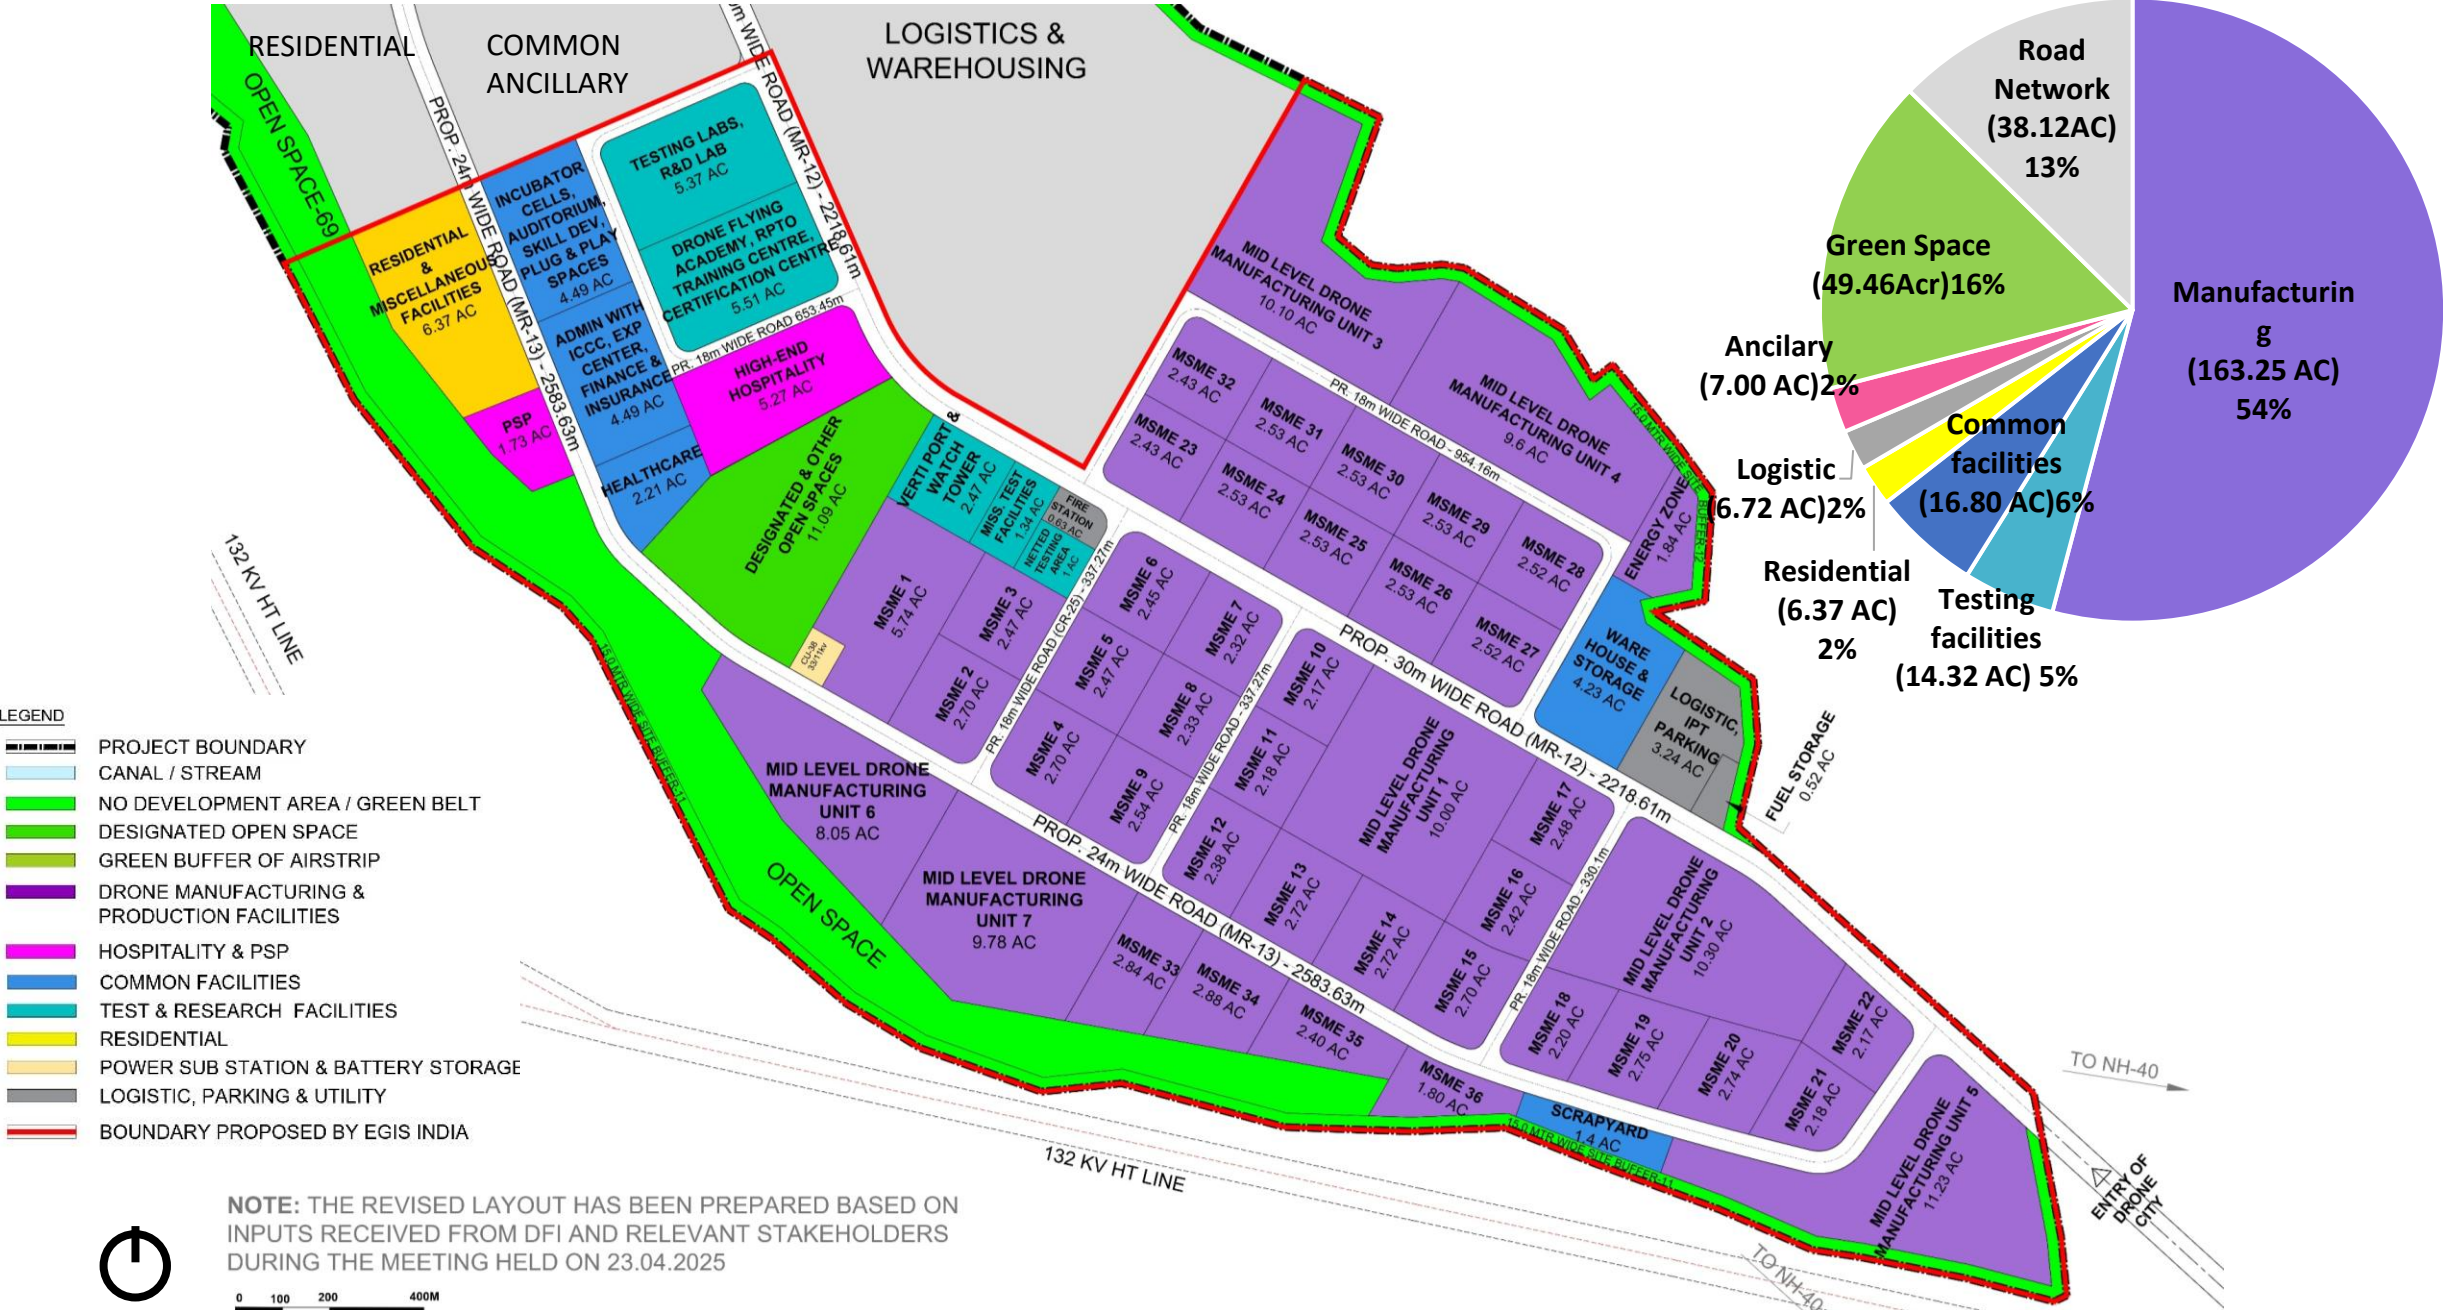 RESIDENTIAL
COMMON
ANCILLARY
LOGISTICS &
WAREHOUSING
OPEN SPACE-69
PROP. 24m WIDE ROAD (MR-13) - 2583.63m
m WIDE ROAD (MR-12) - 2218.61m
RESIDENTIAL
&
MISCELLANEOUS
FACILITIES
6.37 AC
INCUBATOR
CELLS,
AUDITORIUM,
SKILL DEV,
PLUG & PLAY
SPACES
4.49 AC
TESTING LABS,
R&D LAB
5.37 AC
DRONE FLYING
ACADEMY, RPTO
TRAINING CENTRE,
CERTIFICATION CENTRE
5.51 AC
PR. 18m WIDE ROAD 653.45m
ADMIN WITH
ICCC, EXP
CENTER,
FINANCE &
INSURANCE
4.49 AC
HIGH-END
HOSPITALITY
5.27 AC
PSP
1.73 AC
HEALTHCARE
2.21 AC
DESIGNATED & OTHER
OPEN SPACES
11.09 AC
VERTI PORT &
WATCH
TOWER
2.47 AC
MISS. TEST
FACILITIES
1.34 AC
FIRE
STATION
0.63 AC
NETTED
TESTING
AREA
1 AC
CU-38
33/11kv
MSME 1
5.74 AC
MSME 2
2.70 AC
MSME 3
2.47 AC
PR. 18m WIDE ROAD (CR-25) - 337.27m
MSME 6
2.45 AC
MSME 5
2.47 AC
MSME 4
2.70 AC
MSME 7
2.32 AC
MSME 8
2.33 AC
MSME 9
2.54 AC
PR. 18m WIDE ROAD - 337.27m
MSME 10
2.17 AC
MSME 11
2.18 AC
MSME 12
2.38 AC
MSME 13
2.72 AC
MSME 14
2.72 AC
MSME 15
2.70 AC
MSME 16
2.42 AC
MSME 17
2.48 AC
MID LEVEL DRONE
MANUFACTURING
UNIT 1
10.00 AC
PR. 18m WIDE ROAD - 330.1m
MID LEVEL DRONE
MANUFACTURING
UNIT 2
10.30 AC
MSME 18
2.20 AC
MSME 19
2.75 AC
MSME 20
2.74 AC
MSME 21
2.18 AC
MSME 22
2.17 AC
MID LEVEL DRONE
MANUFACTURING UNIT 3
10.10 AC
MID LEVEL DRONE
MANUFACTURING UNIT 4
9.6 AC
PR. 18m WIDE ROAD - 954.16m
MSME 32
2.43 AC
MSME 31
2.53 AC
MSME 30
2.53 AC
MSME 29
2.53 AC
MSME 28
2.52 AC
MSME 23
2.43 AC
MSME 24
2.53 AC
MSME 25
2.53 AC
MSME 26
2.53 AC
MSME 27
2.52 AC
ENERGY ZONE
1.84 AC
15.0 MTR WIDE SITE BUFFER-12
WARE
HOUSE &
STORAGE
4.23 AC
LOGISTIC,
IPT
PARKING
3.24 AC
FUEL STORAGE
0.52 AC
PROP. 30m WIDE ROAD (MR-12) - 2218.61m
PROP. 24m WIDE ROAD (MR-13) - 2583.63m
MID LEVEL DRONE
MANUFACTURING
UNIT 6
8.05 AC
MID LEVEL DRONE
MANUFACTURING
UNIT 7
9.78 AC
MSME 33
2.84 AC
MSME 34
2.88 AC
MSME 35
2.40 AC
MSME 36
1.80 AC
SCRAPYARD
1.4 AC
15.0 MTR WIDE SITE BUFFER-11
15.0 MTR WIDE SITE BUFFER-11
OPEN SPACE
MID LEVEL DRONE
MANUFACTURING UNIT 5
11.23 AC
132 KV HT LINE
132 KV HT LINE
TO NH-40
TO NH-40
ENTRY OF
DRONE
CITY
Road
Network
(38.12AC)
13%
Green Space
(49.46Acr)16%
Ancilary
(7.00 AC)2%
Logistic
(6.72 AC)2%
Residential
(6.37 AC)
2%
Common
facilities
(16.80 AC)6%
Testing
facilities
(14.32 AC) 5%
Manufacturin
g
(163.25 AC)
54%
LEGEND
PROJECT BOUNDARY
CANAL / STREAM
NO DEVELOPMENT AREA / GREEN BELT
DESIGNATED OPEN SPACE
GREEN BUFFER OF AIRSTRIP
DRONE MANUFACTURING &
PRODUCTION FACILITIES
HOSPITALITY & PSP
COMMON FACILITIES
TEST & RESEARCH FACILITIES
RESIDENTIAL
POWER SUB STATION & BATTERY STORAGE
LOGISTIC, PARKING & UTILITY
BOUNDARY PROPOSED BY EGIS INDIA
NOTE: THE REVISED LAYOUT HAS BEEN PREPARED BASED ON
INPUTS RECEIVED FROM DFI AND RELEVANT STAKEHOLDERS
DURING THE MEETING HELD ON 23.04.2025
0 100 200 400M